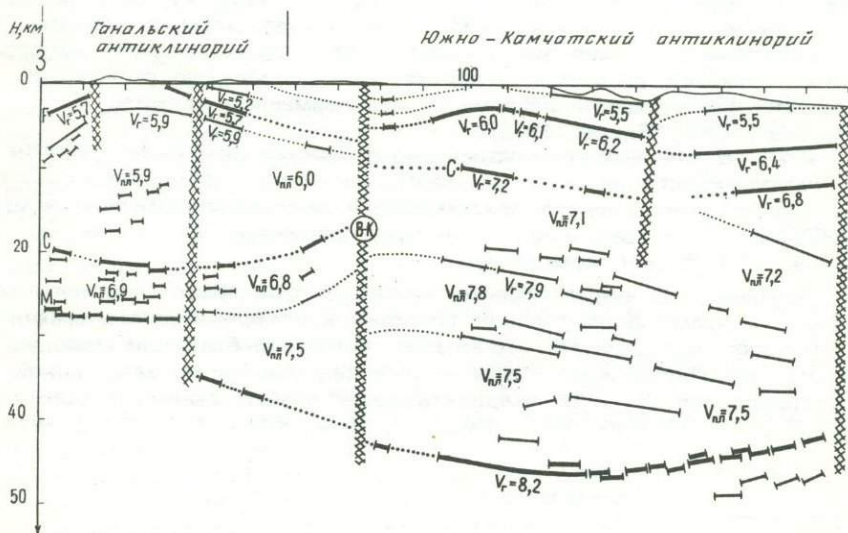 Н,км
Ганальский
антиклинорий
Южно – Камчатский антиклинорий
З
0
100
Vг=5,7
Vг=5,9
Vг=5,2
Vг=5,7
Vг=5,9
Vг=6,0
Vг=6,1
Vг=6,2
Vг=5,5
Vг=5,5
Vг=6,4
Vг=6,8
Vпл=5,9
Vпл=6,0
С
Vг=7,2
Vпл=7,1
20
С
В-К
Vпл=6,9
Vпл=6,8
Vпл=7,8
Vг=7,9
Vпл=7,2
М
Vпл=7,5
Vпл=7,5
Vпл=7,5
40
Vг=8,2
50